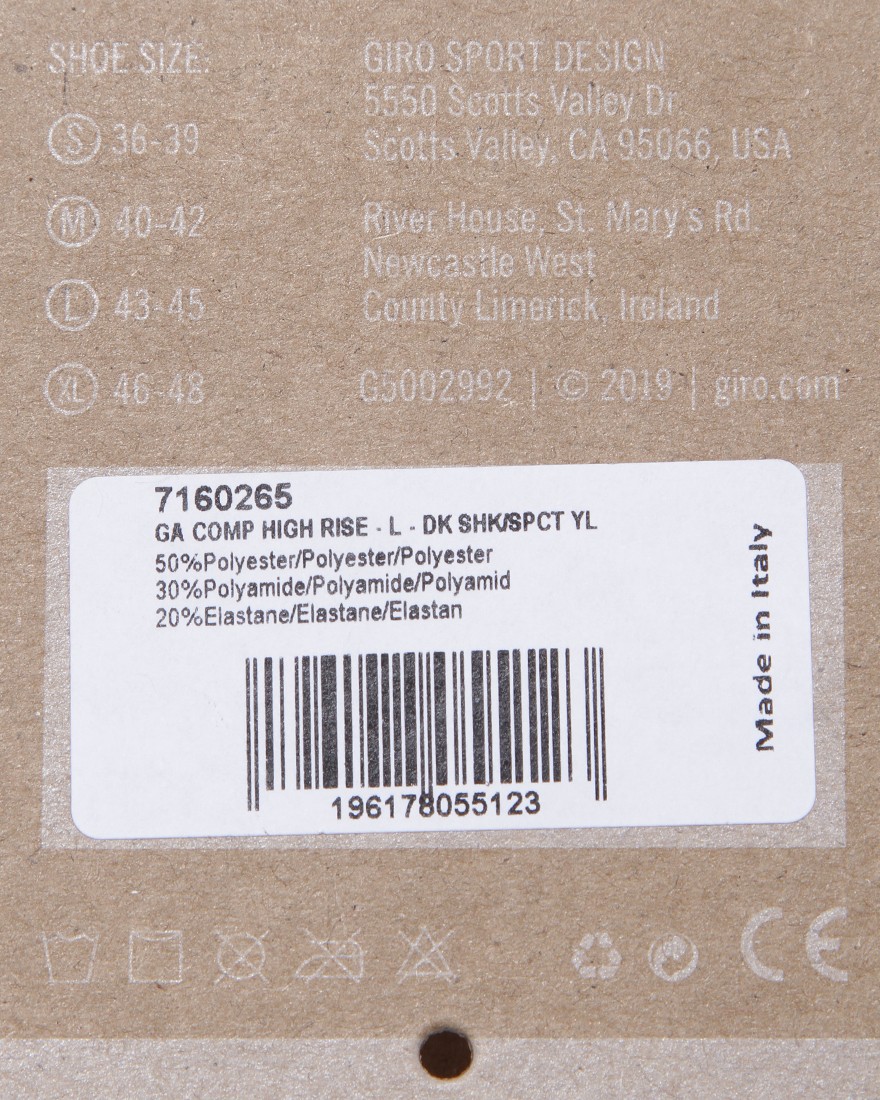 SHOE SIZE:
S 36-39
M 40-42
L 43-45
XL 46-48
GIRO SPORT DESIGN
5550 Scotts Valley Dr.
Scotts Valley, CA 95066, USA
River House, St. Mary's Rd.
Newcastle West
County Limerick, Ireland
G5002992 | © 2019 | giro.com
7160265
GA COMP HIGH RISE - L - DK SHK/SPCT YL
50%Polyester/Polyester/Polyester
30%Polyamide/Polyamide/Polyamid
20%Elastane/Elastane/Elastan
196178055123
Made in Italy
CE